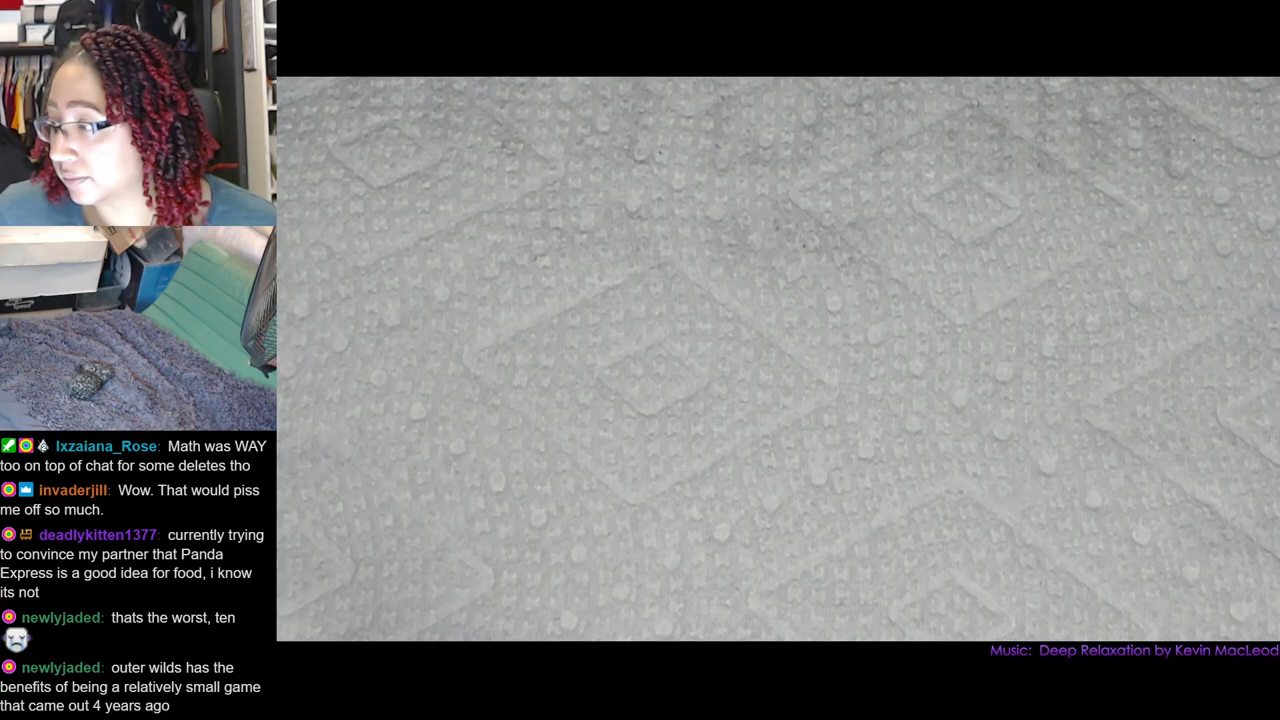 Ixzaiana_Rose: Math was WAY
too on top of chat for some deletes tho
invaderjill: Wow. That would piss
me off so much.
deadlykitten1377: currently trying
to convince my partner that Panda
Express is a good idea for food, i know
its not
newlyjaded: thats the worst, ten
newlyjaded: outer wilds has the
benefits of being a relatively small game
that came out 4 years ago
Music: Deep Relaxation by Kevin MacLeod